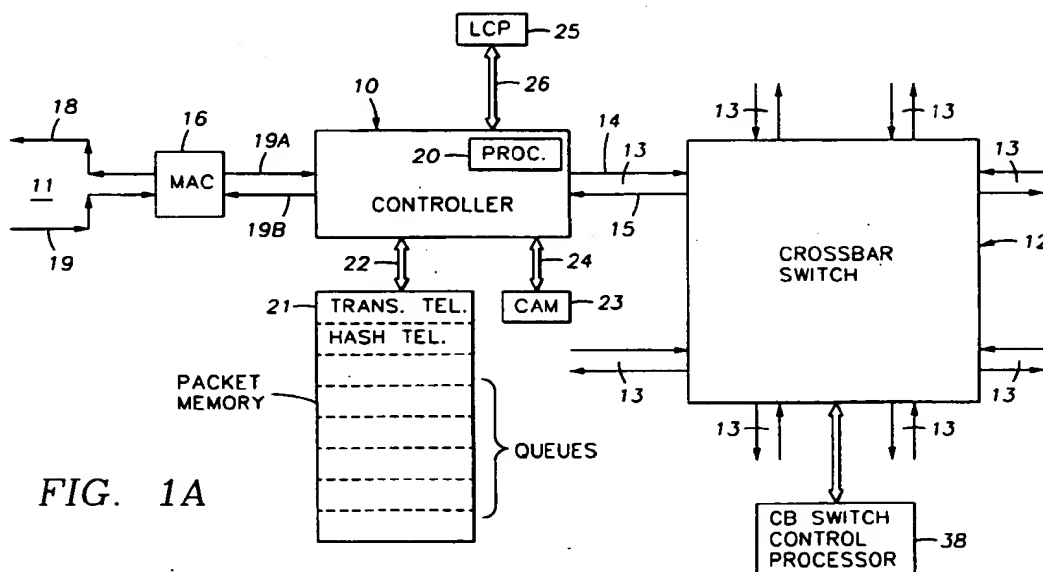 LCP
25
26
18
16
10
14
13
13
19A
20
PROC.
13
13
11
MAC
CONTROLLER
19
19B
15
12
22
24
CROSSBAR
SWITCH
21
TRANS. TEL.
CAM
23
HASH TEL.
PACKET
MEMORY
13
13
13
13
QUEUES
FIG. 1A
CB SWITCH
CONTROL
PROCESSOR
38